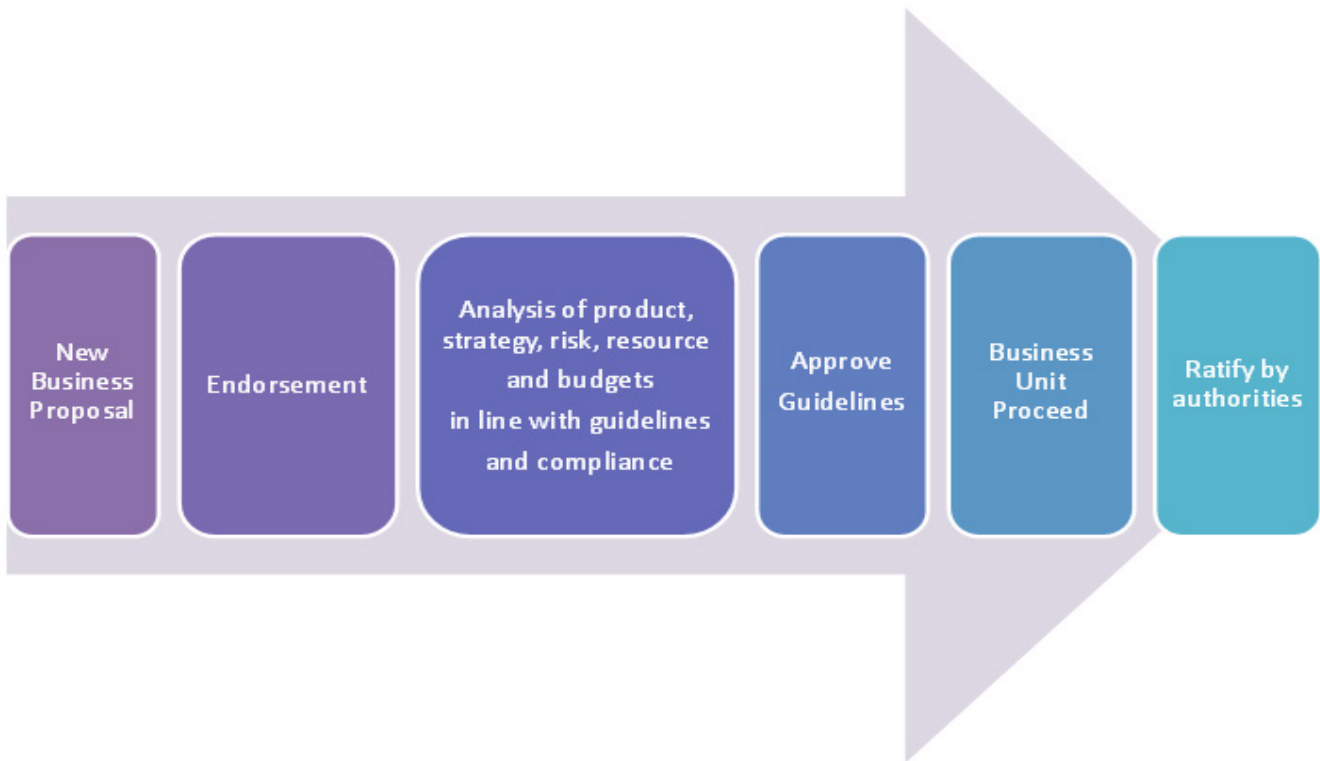 New
Business
Proposal
Endorsement
Analysis of product,
strategy, risk, resource
and budgets
in line with guidelines
and compliance
Approve
Guidelines
Business
Unit
Proceed
Ratify by
authorities